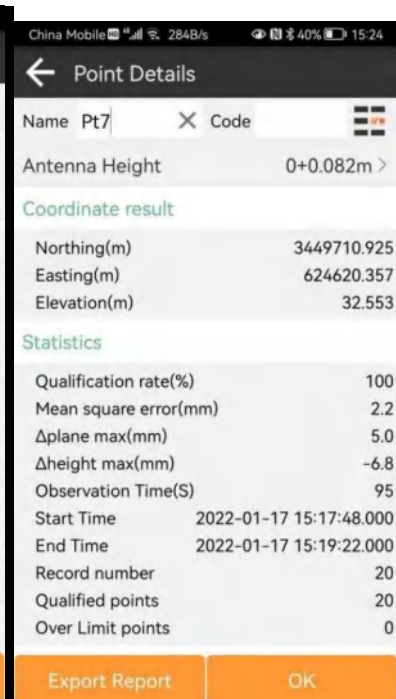 China Mobile HD 4G 284B/s 40% 15:24
Point Details
Name Pt7 Code
Antenna Height 0+0.082m >
Coordinate result
Northing(m) 3449710.925
Easting(m) 624620.357
Elevation(m) 32.553
Statistics
Qualification rate(%) 100
Mean square error(mm) 2.2
Δplane max(mm) 5.0
Δheight max(mm) -6.8
Observation Time(S) 95
Start Time 2022-01-17 15:17:48.000
End Time 2022-01-17 15:19:22.000
Record number 20
Qualified points 20
Over Limit points 0
Export Report OK